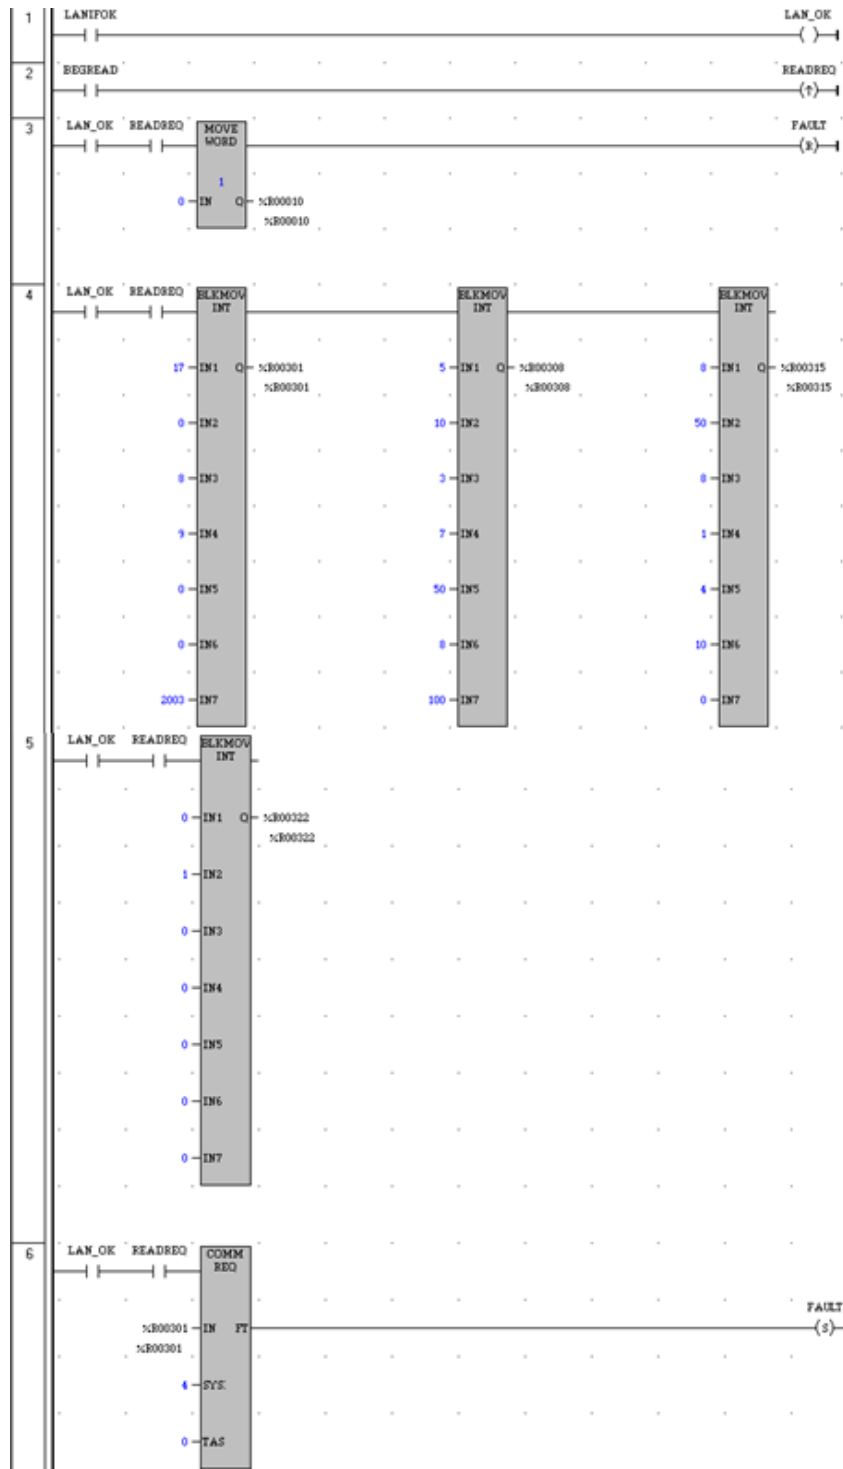 1 LANIFOK LAN_OK
( )
2 BEGREAD READREQ
(↑)
3 LAN_OK READREQ MOVE FAULT
WORD (R)
1
0 IN Q %R00010
%R00010
4 LAN_OK READREQ BLKMOV BLKMOV BLKMOV
INT INT INT
17 IN1 Q %R00301 5 IN1 Q %R00308 8 IN1 Q %R00315
%R00301 %R00308 %R00315
0 IN2 10 IN2 50 IN2
8 IN3 3 IN3 8 IN3
9 IN4 7 IN4 1 IN4
0 IN5 50 IN5 4 IN5
0 IN6 8 IN6 10 IN6
2003 IN7 100 IN7 0 IN7
5 LAN_OK READREQ BLKMOV
INT
0 IN1 Q %R00322
%R00322
1 IN2
0 IN3
0 IN4
0 IN5
0 IN6
0 IN7
6 LAN_OK READREQ COMM
REQ
FAULT
%R00301 IN FT (S)
%R00301
4 SYS
0 TAS